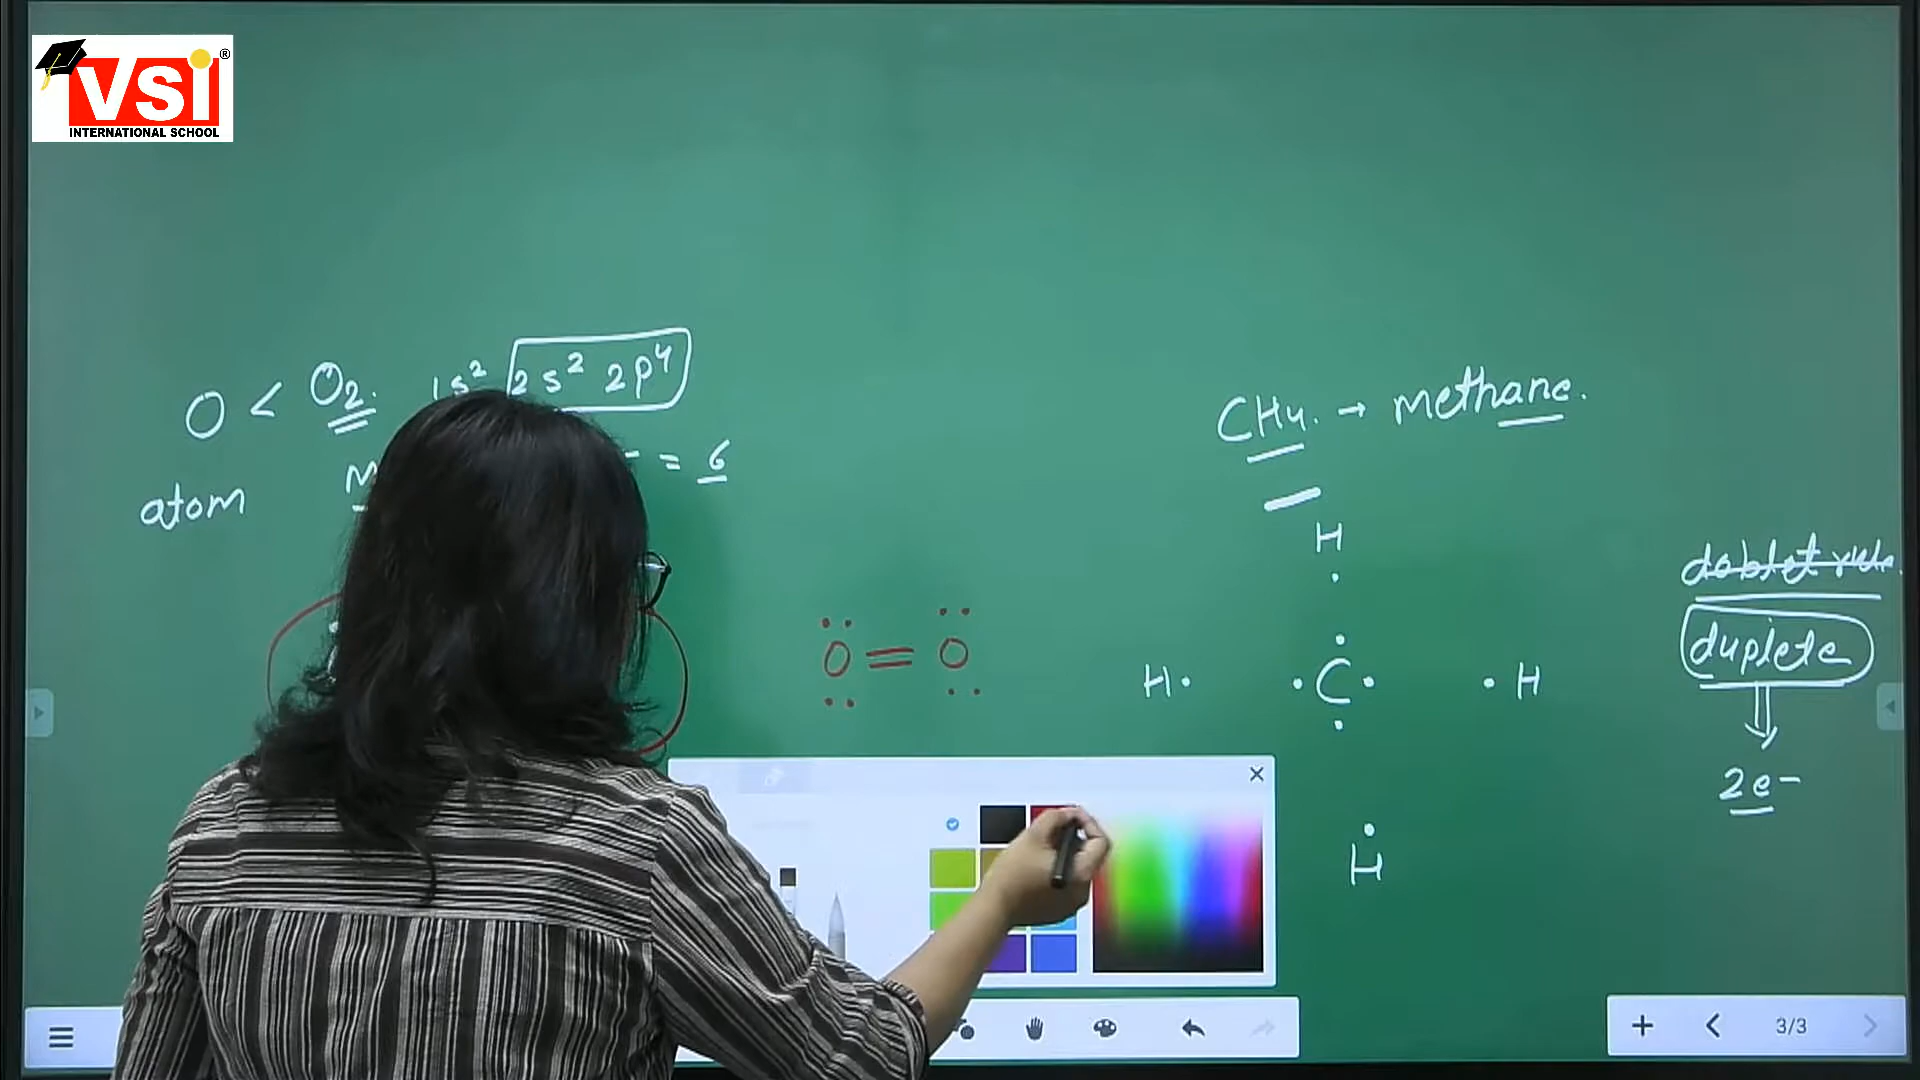 VSI®
INTERNATIONAL SCHOOL
O < O₂. 1s² 2s² 2p⁴
= 6
atom
O = O
CH₄. → methane.
H
H· ·C· ·H
H
doblet rule.
duplete
2e⁻
3/3